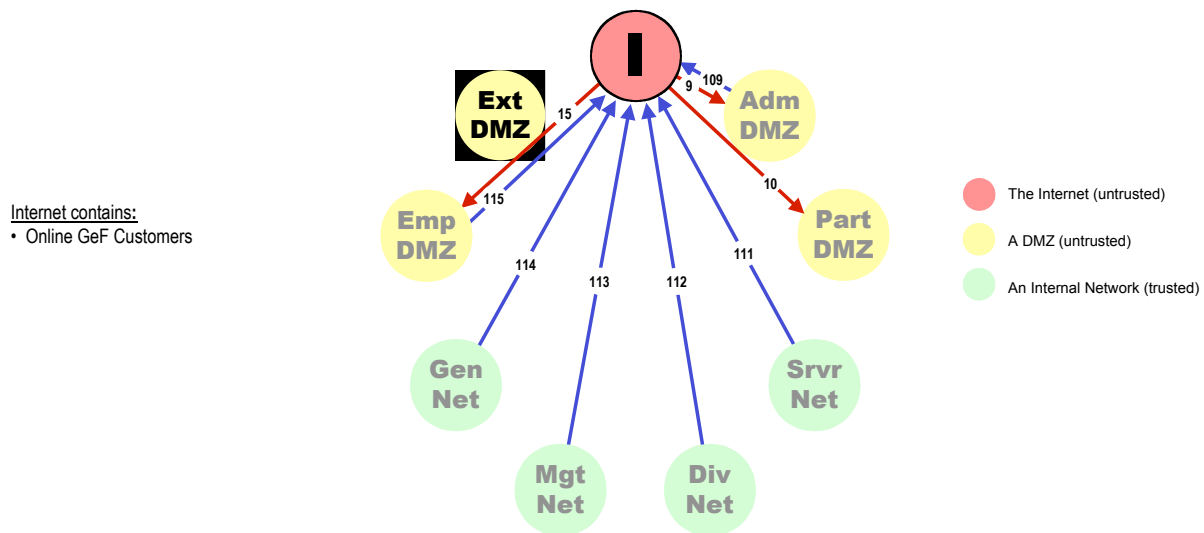 I
109
9
Ext
DMZ
Adm
DMZ
15
10
115
Internet contains:
• Online GeF Customers
Emp
DMZ
Part
DMZ
The Internet (untrusted)
A DMZ (untrusted)
An Internal Network (trusted)
114
113
112
111
Gen
Net
Srvr
Net
Mgt
Net
Div
Net